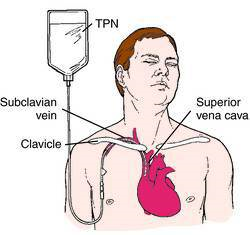 TPN
Subclavian
vein
Clavicle
Superior
vena cava